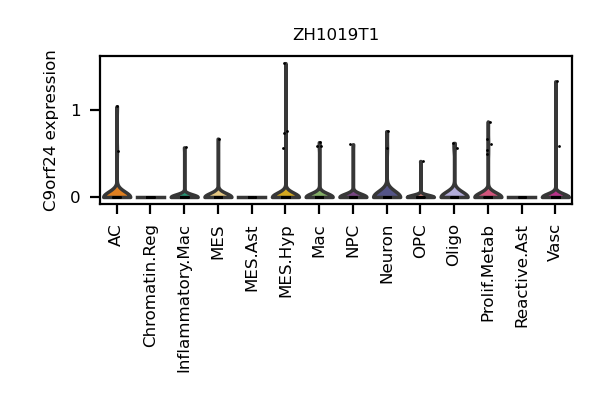 ZH1019T1
C9orf24 expression
1
0
AC
Chromatin.Reg
Inflammatory.Mac
MES
MES.Ast
MES.Hyp
Mac
NPC
Neuron
OPC
Oligo
Prolif.Metab
Reactive.Ast
Vasc